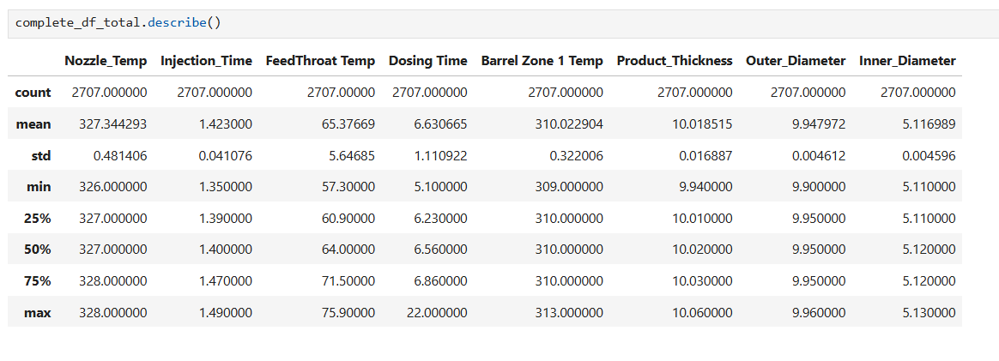 complete_df_total.describe()
Nozzle_Temp Injection_Time FeedThroat Temp Dosing Time Barrel Zone 1 Temp Product_Thickness Outer_Diameter Inner_Diameter
count 2707.000000 2707.000000 2707.00000 2707.000000 2707.000000 2707.000000 2707.000000 2707.000000
mean 327.344293 1.423000 65.37669 6.630665 310.022904 10.018515 9.947972 5.116989
std 0.481406 0.041076 5.64685 1.110922 0.322006 0.016887 0.004612 0.004596
min 326.000000 1.350000 57.30000 5.100000 309.000000 9.940000 9.900000 5.110000
25% 327.000000 1.390000 60.90000 6.230000 310.000000 10.010000 9.950000 5.110000
50% 327.000000 1.400000 64.00000 6.560000 310.000000 10.020000 9.950000 5.120000
75% 328.000000 1.470000 71.50000 6.860000 310.000000 10.030000 9.950000 5.120000
max 328.000000 1.490000 75.90000 22.000000 313.000000 10.060000 9.960000 5.130000